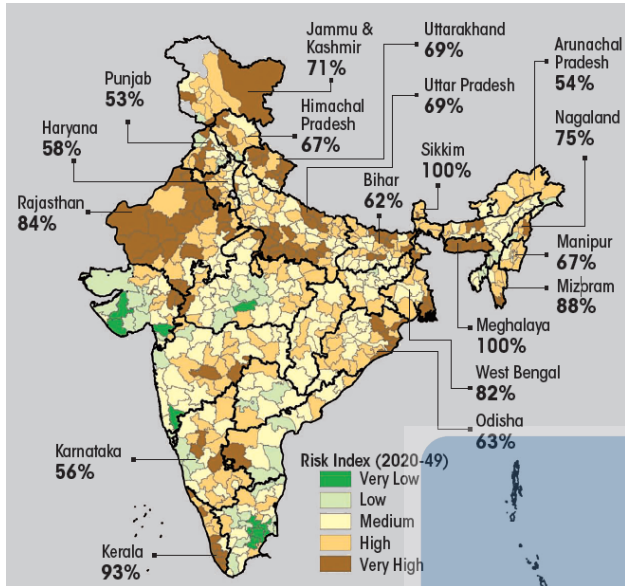 Jammu &
Kashmir
71%
Uttarakhand
69%
Arunachal
Pradesh
54%
Punjab
53%
Himachal
Pradesh
67%
Uttar Pradesh
69%
Nagaland
75%
Haryana
58%
Sikkim
100%
Bihar
62%
Rajasthan
84%
Manipur
67%
Mizoram
88%
Meghalaya
100%
West Bengal
82%
Odisha
63%
Karnataka
56%
Kerala
93%
Risk Index (2020-49)
Very Low
Low
Medium
High
Very High